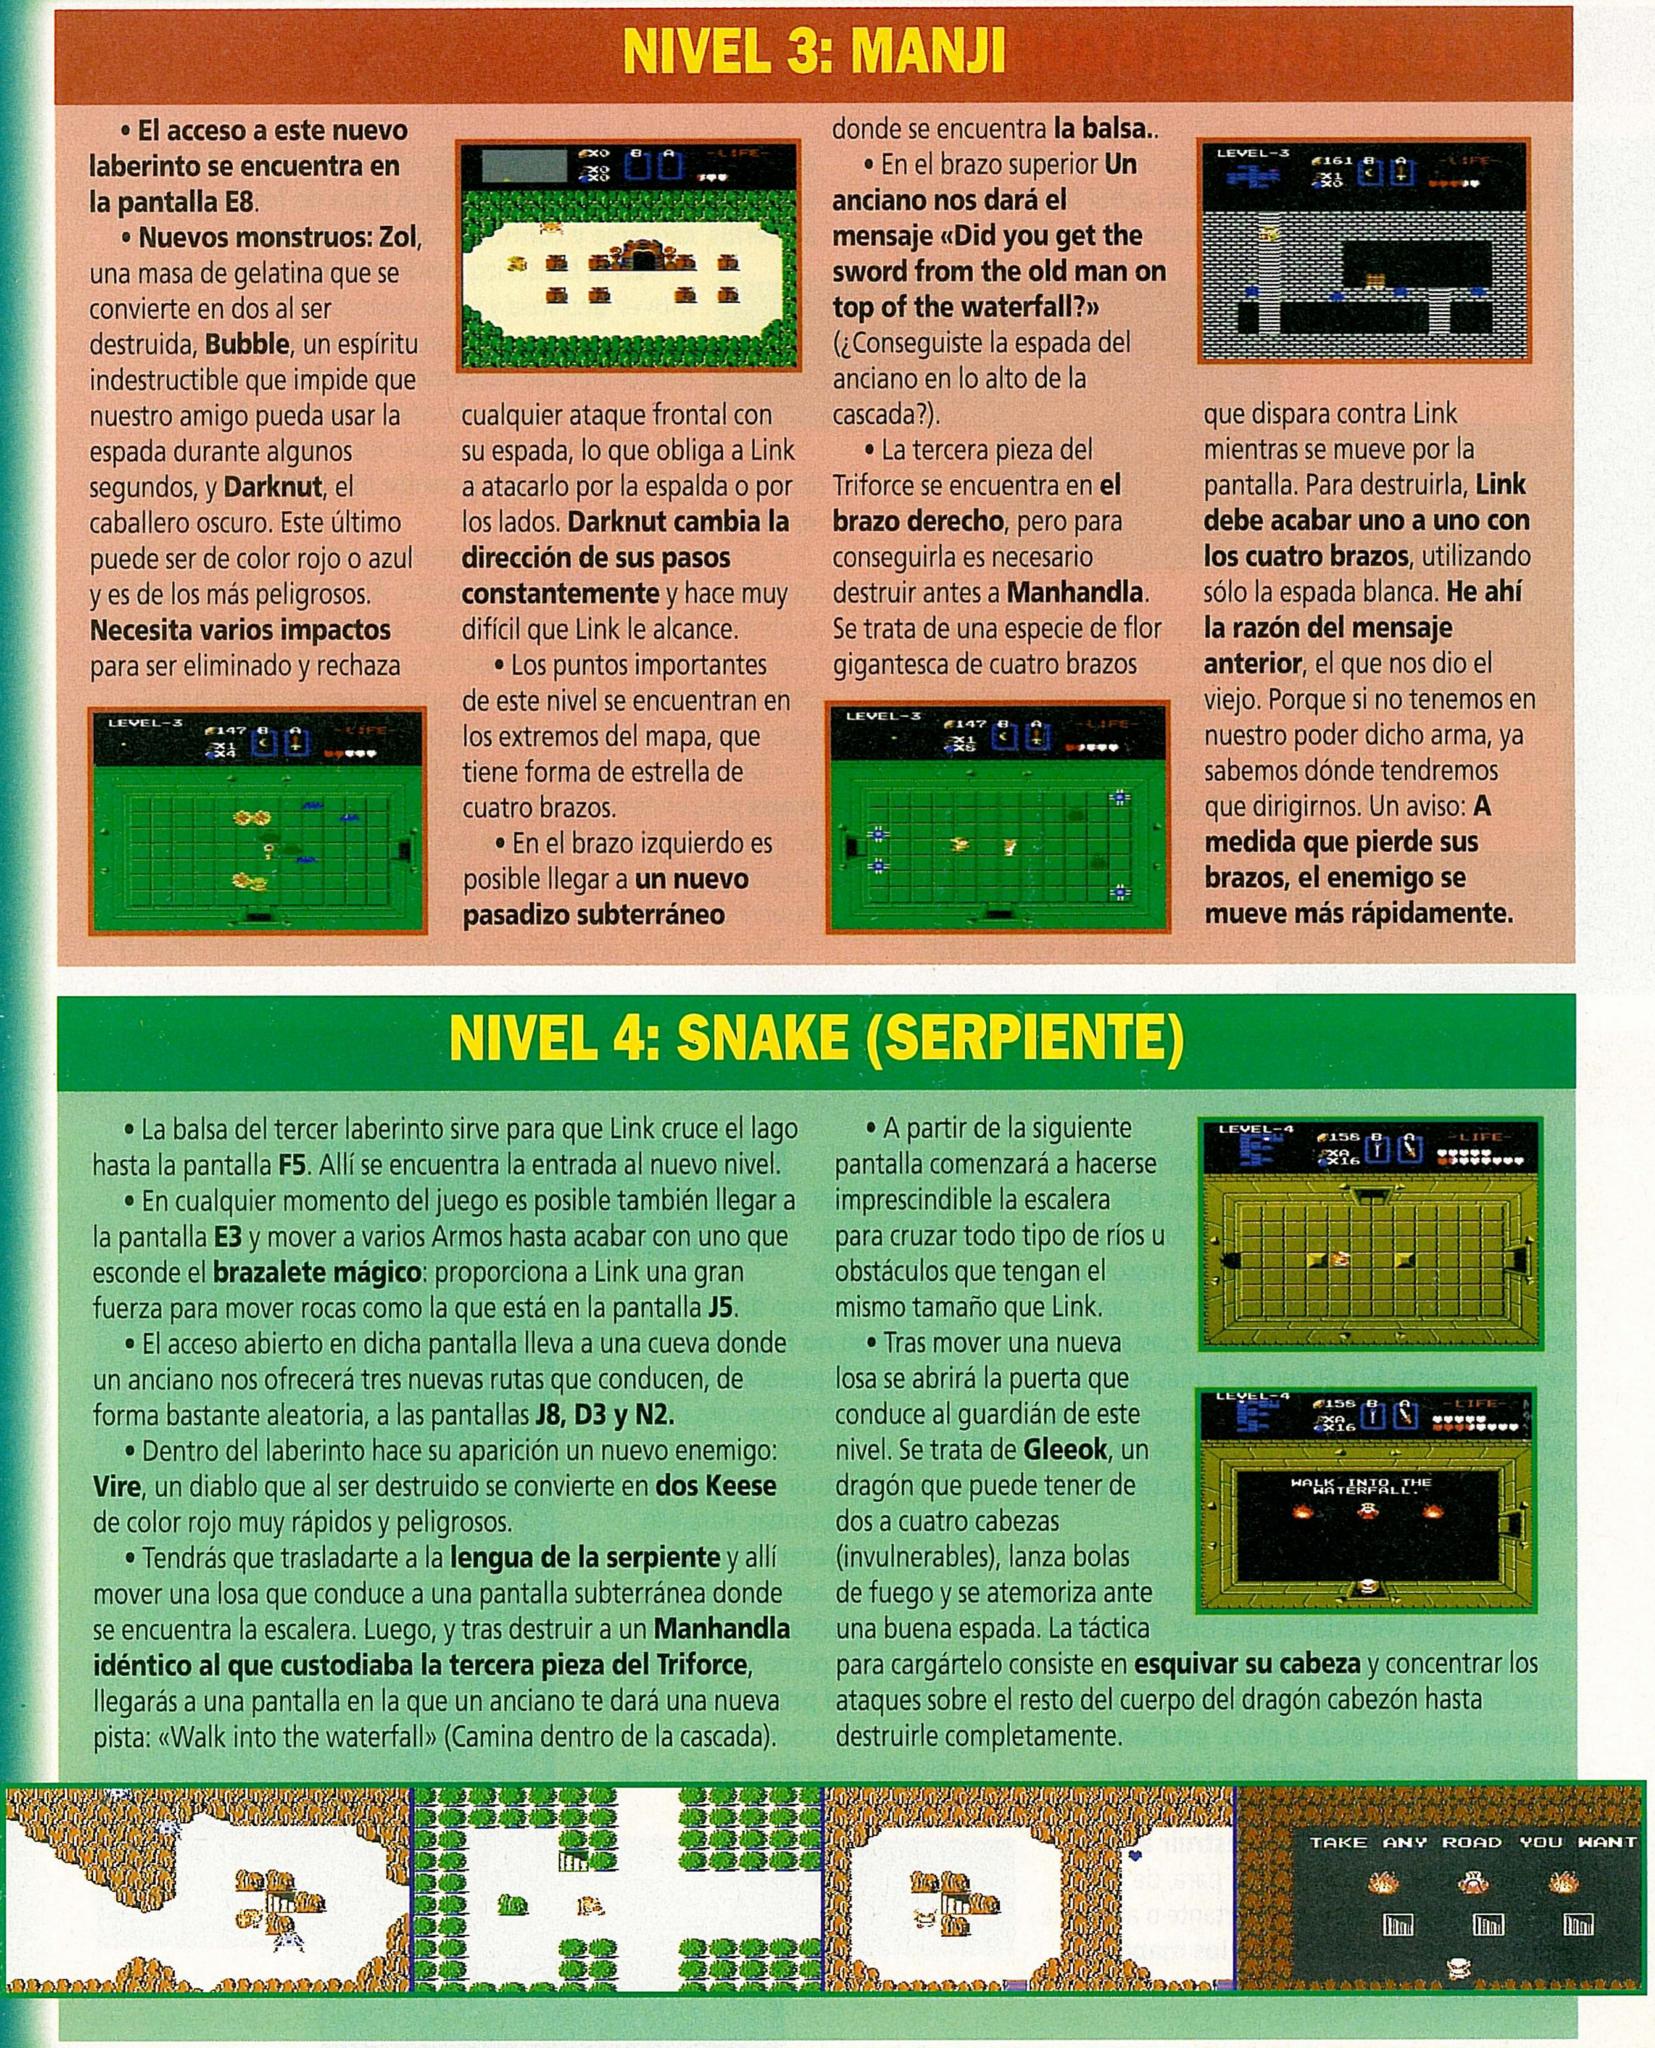 NIVEL 3: MANJI
• El acceso a este nuevo
laberinto se encuentra en
la pantalla E8.
• Nuevos monstruos: Zol,
una masa de gelatina que se
convierte en dos al ser
destruida, Bubble, un espíritu
indestructible que impide que
nuestro amigo pueda usar la
espada durante algunos
segundos, y Darknut, el
caballero oscuro. Este último
puede ser de color rojo o azul
y es de los más peligrosos.
Necesita varios impactos
para ser eliminado y rechaza
LEVEL-3
147 B A -LIFE-
X1
X4
X0 B A -LIFE-
X0
X0
cualquier ataque frontal con
su espada, lo que obliga a Link
a atacarlo por la espalda o por
los lados. Darknut cambia la
dirección de sus pasos
constantemente y hace muy
difícil que Link le alcance.
• Los puntos importantes
de este nivel se encuentran en
los extremos del mapa, que
tiene forma de estrella de
cuatro brazos.
• En el brazo izquierdo es
posible llegar a un nuevo
pasadizo subterráneo
donde se encuentra la balsa..
• En el brazo superior Un
anciano nos dará el
mensaje «Did you get the
sword from the old man on
top of the waterfall?»
(¿Conseguiste la espada del
anciano en lo alto de la
cascada?).
• La tercera pieza del
Triforce se encuentra en el
brazo derecho, pero para
conseguirla es necesario
destruir antes a Manhandla.
Se trata de una especie de flor
gigantesca de cuatro brazos
LEVEL-3
147 B A -LIFE-
X1
X8
LEVEL-3
161 B A -LIFE-
X1
X0
que dispara contra Link
mientras se mueve por la
pantalla. Para destruirla, Link
debe acabar uno a uno con
los cuatro brazos, utilizando
sólo la espada blanca. He ahí
la razón del mensaje
anterior, el que nos dio el
viejo. Porque si no tenemos en
nuestro poder dicho arma, ya
sabemos dónde tendremos
que dirigirnos. Un aviso: A
medida que pierde sus
brazos, el enemigo se
mueve más rápidamente.
NIVEL 4: SNAKE (SERPIENTE)
• La balsa del tercer laberinto sirve para que Link cruce el lago
hasta la pantalla F5. Allí se encuentra la entrada al nuevo nivel.
• En cualquier momento del juego es posible también llegar a
la pantalla E3 y mover a varios Armos hasta acabar con uno que
esconde el brazalete mágico: proporciona a Link una gran
fuerza para mover rocas como la que está en la pantalla J5.
• El acceso abierto en dicha pantalla lleva a una cueva donde
un anciano nos ofrecerá tres nuevas rutas que conducen, de
forma bastante aleatoria, a las pantallas J8, D3 y N2.
• Dentro del laberinto hace su aparición un nuevo enemigo:
Vire, un diablo que al ser destruido se convierte en dos Keese
de color rojo muy rápidos y peligrosos.
• Tendrás que trasladarte a la lengua de la serpiente y allí
mover una losa que conduce a una pantalla subterránea donde
se encuentra la escalera. Luego, y tras destruir a un Manhandla
idéntico al que custodiaba la tercera pieza del Triforce,
llegarás a una pantalla en la que un anciano te dará una nueva
pista: «Walk into the waterfall» (Camina dentro de la cascada).
• A partir de la siguiente
pantalla comenzará a hacerse
imprescindible la escalera
para cruzar todo tipo de ríos u
obstáculos que tengan el
mismo tamaño que Link.
• Tras mover una nueva
losa se abrirá la puerta que
conduce al guardián de este
nivel. Se trata de Gleeok, un
dragón que puede tener de
dos a cuatro cabezas
(invulnerables), lanza bolas
de fuego y se atemoriza ante
una buena espada. La táctica
para cargártelo consiste en esquivar su cabeza y concentrar los
ataques sobre el resto del cuerpo del dragón cabezón hasta
destruirle completamente.
LEVEL-4
158 B A -LIFE-
XA
X16
LEVEL-4
158 B A -LIFE-
XA
X16
WALK INTO THE
WATERFALL.
TAKE ANY ROAD YOU WANT